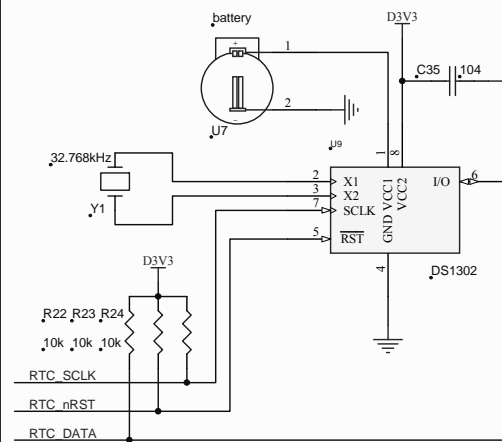 battery
D3V3
1
C35 104
2
U7
U9
1 8
32.768kHz
2 X1
I/O 6
3 X2
7 SCLK
VCC1
VCC2
Y1
5 RST
GND
4
DS1302
D3V3
R22 R23 R24
10k 10k 10k
RTC_SCLK
RTC_nRST
RTC_DATA